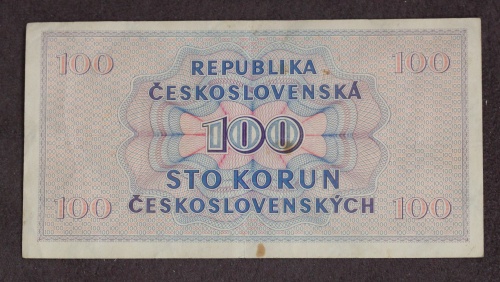 100 100
REPUBLIKA
ČESKOSLOVENSKÁ
100
STO KORUN
ČESKOSLOVENSKÝCH
100 100